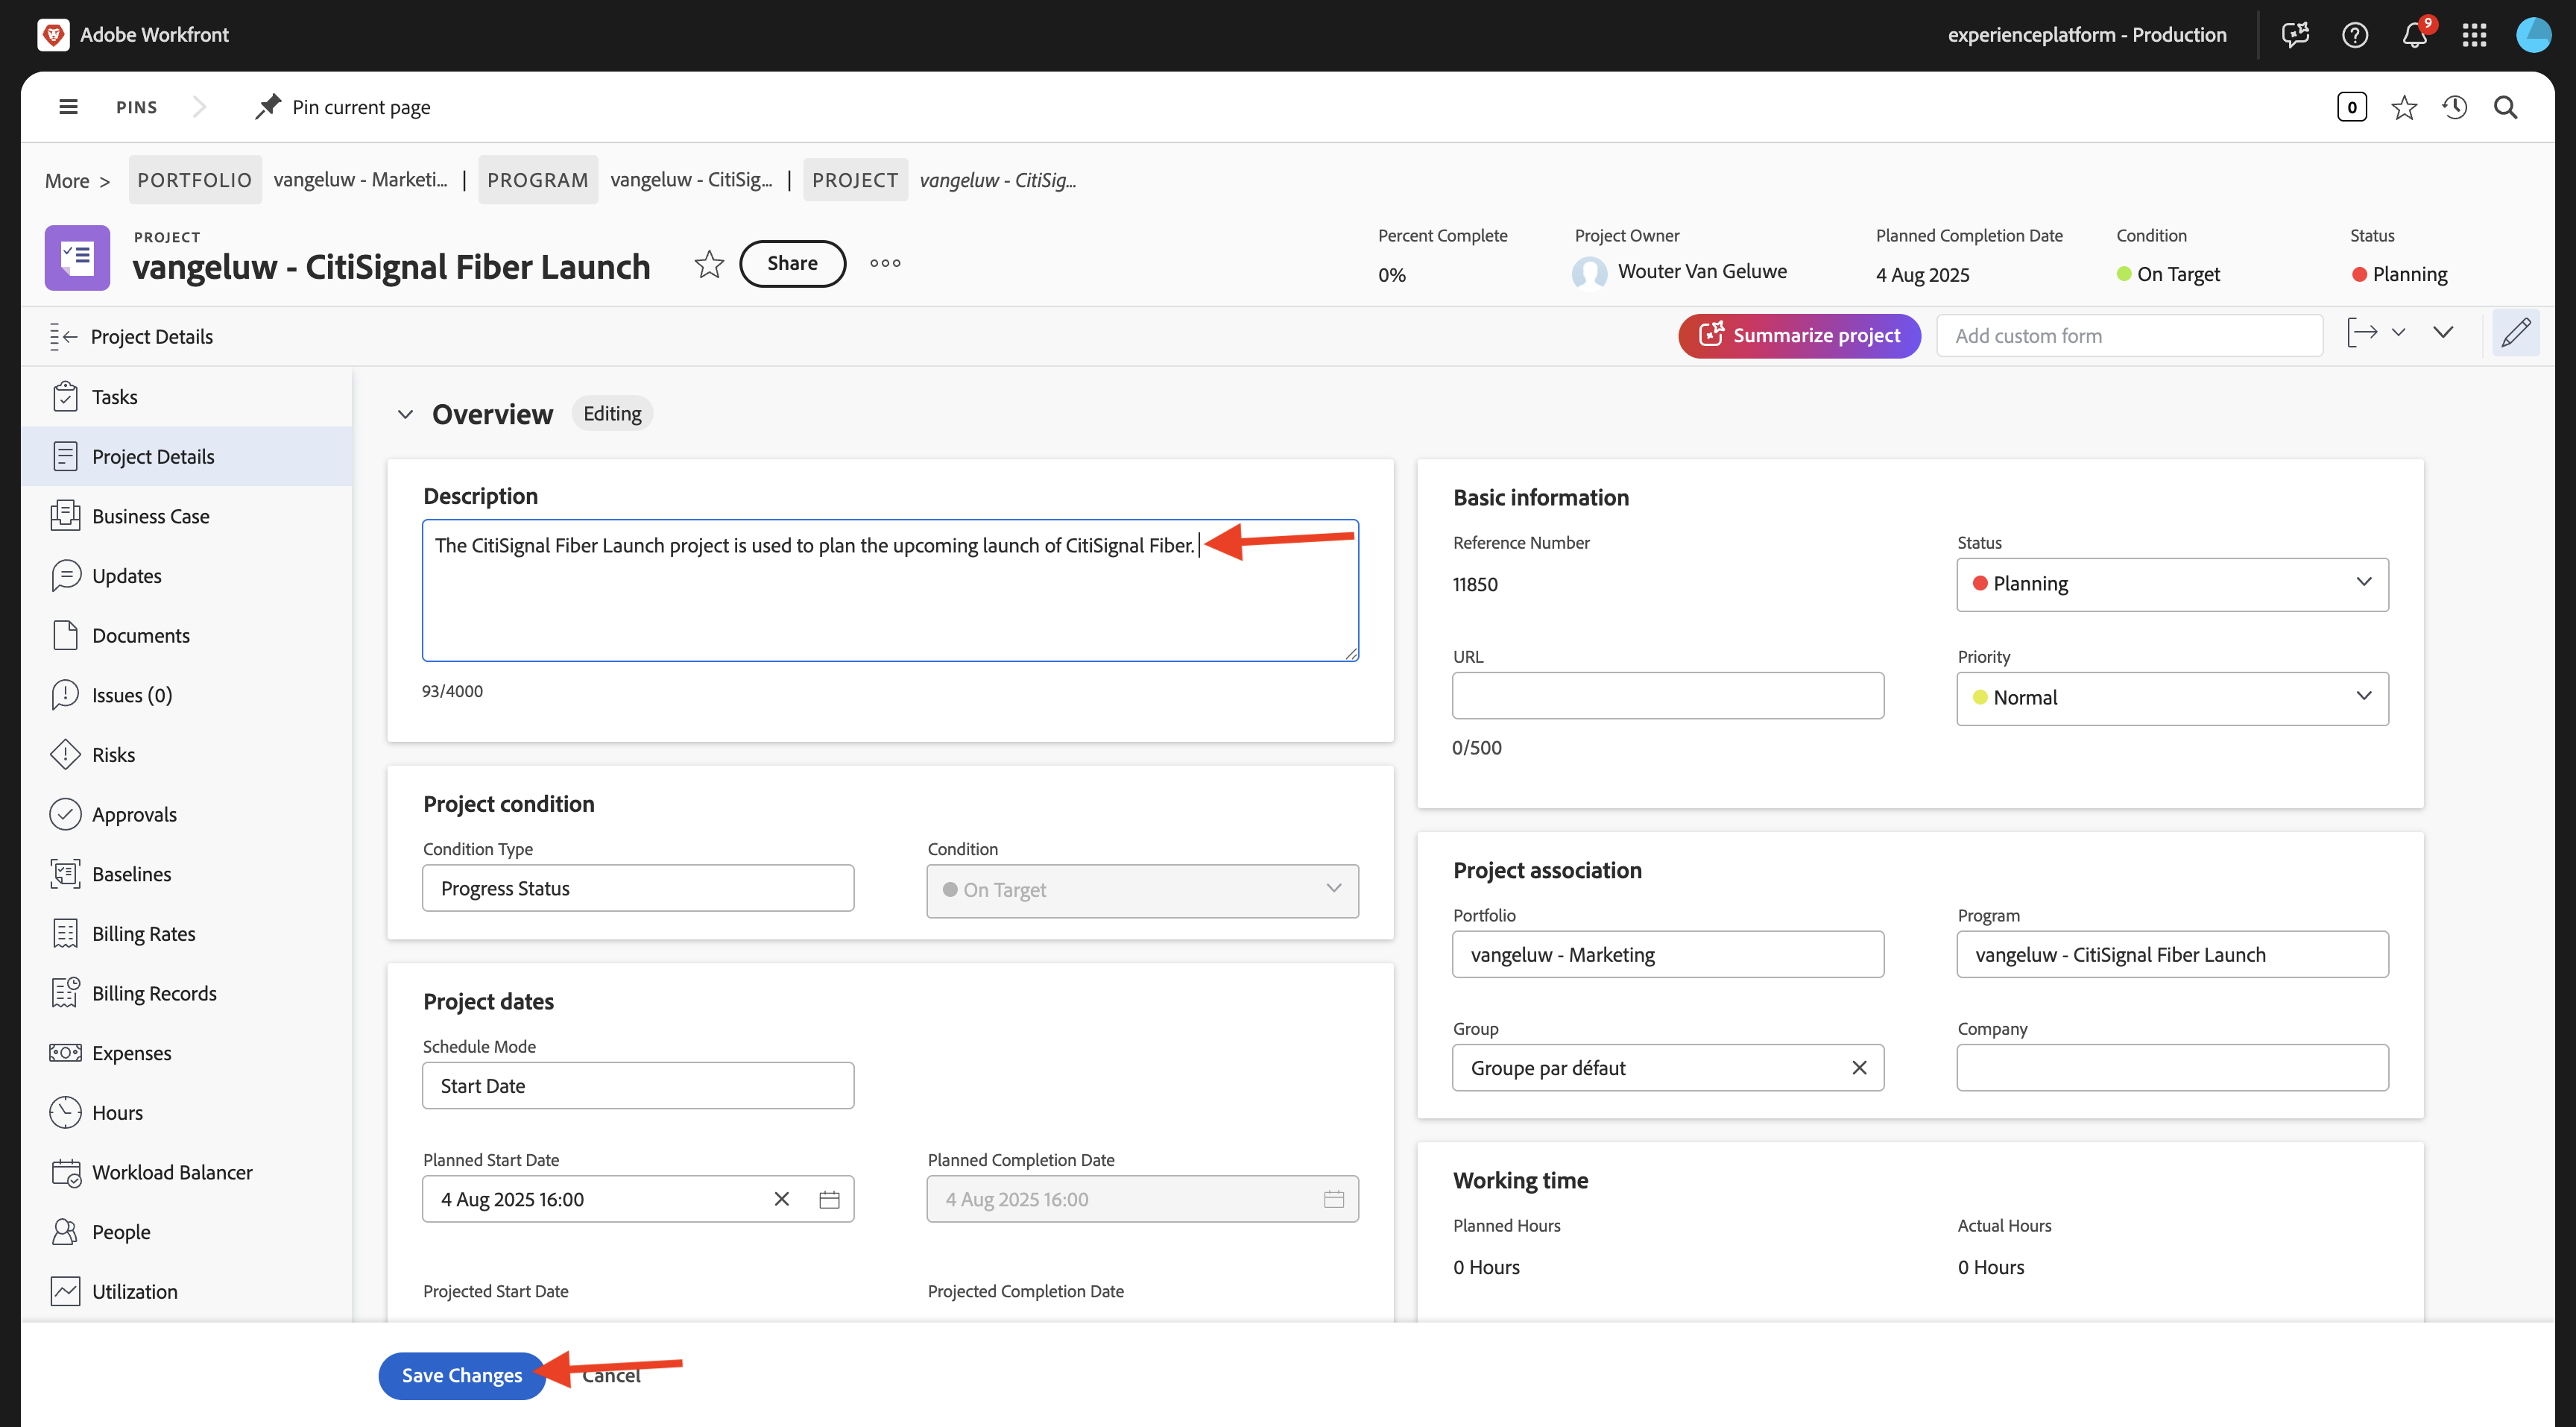 Adobe Workfront
experienceplatform - Production
9
PINS
Pin current page
0
More >
PORTFOLIO
vangeluw - Marketi...
|
PROGRAM
vangeluw - CitiSig...
|
PROJECT
vangeluw - CitiSig...
PROJECT
vangeluw - CitiSignal Fiber Launch
Share
Percent Complete
0%
Project Owner
Wouter Van Geluwe
Planned Completion Date
4 Aug 2025
Condition
On Target
Status
Planning
Project Details
Summarize project
Add custom form
Tasks
Project Details
Business Case
Updates
Documents
Issues (0)
Risks
Approvals
Baselines
Billing Rates
Billing Records
Expenses
Hours
Workload Balancer
People
Utilization
Overview
Editing
Description
The CitiSignal Fiber Launch project is used to plan the upcoming launch of CitiSignal Fiber.
93/4000
Project condition
Condition Type
Progress Status
Condition
On Target
Project dates
Schedule Mode
Start Date
Planned Start Date
4 Aug 2025 16:00
Planned Completion Date
4 Aug 2025 16:00
Projected Start Date
Projected Completion Date
Basic information
Reference Number
11850
Status
Planning
URL
0/500
Priority
Normal
Project association
Portfolio
vangeluw - Marketing
Program
vangeluw - CitiSignal Fiber Launch
Group
Groupe par défaut
Company
Working time
Planned Hours
0 Hours
Actual Hours
0 Hours
Save Changes
Cancel